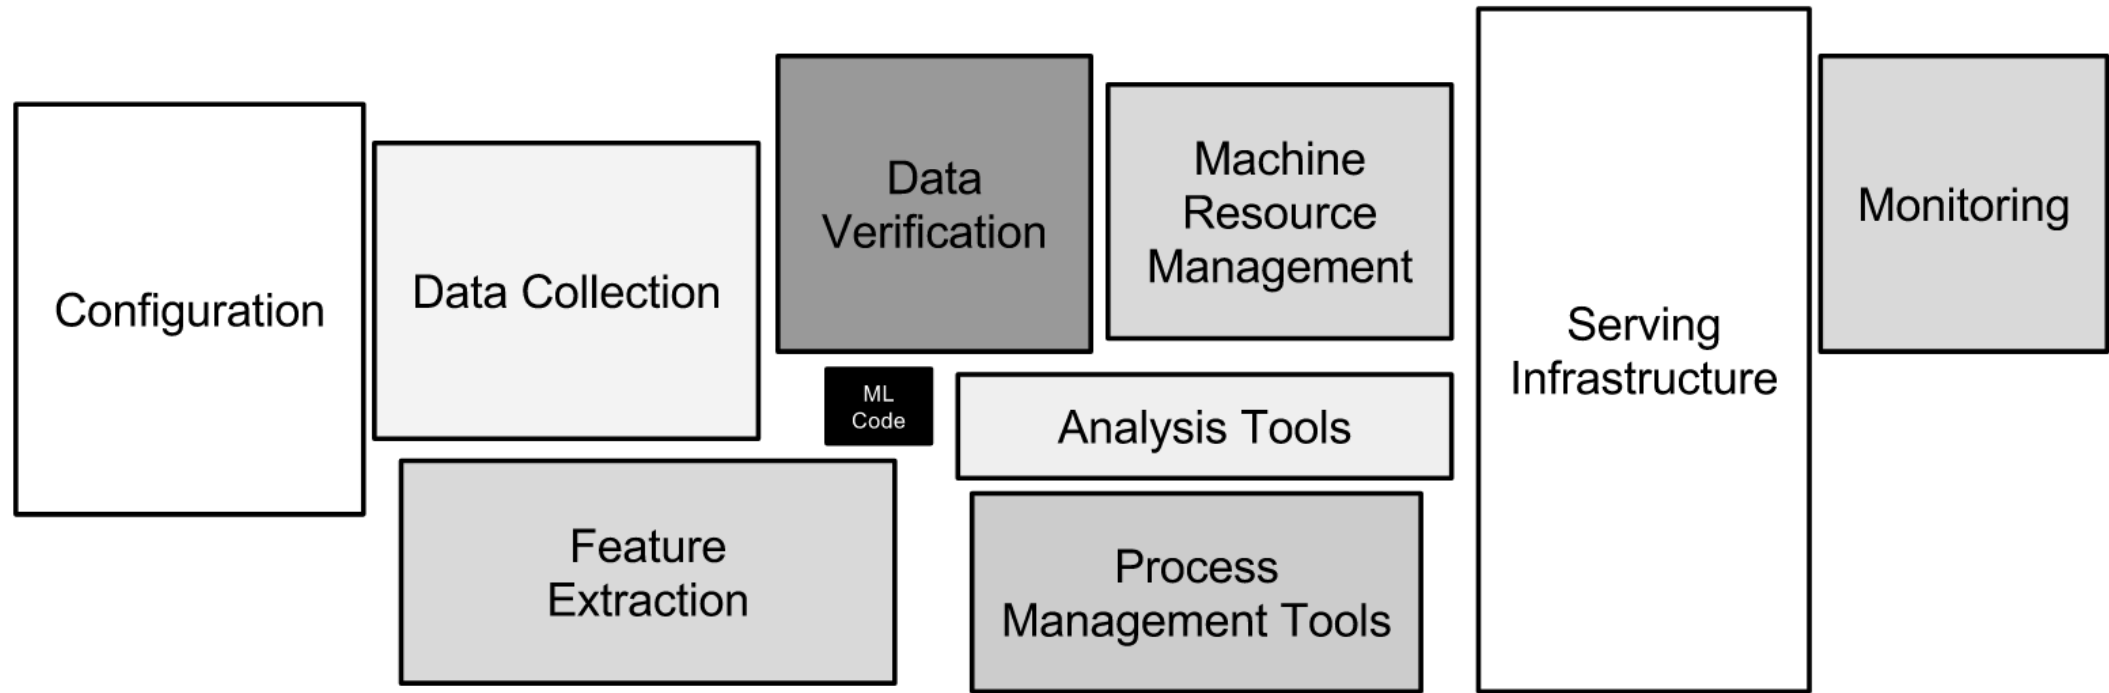 Configuration
Data Collection
Feature
Extraction
Data
Verification
ML
Code
Machine
Resource
Management
Analysis Tools
Process
Management Tools
Serving
Infrastructure
Monitoring